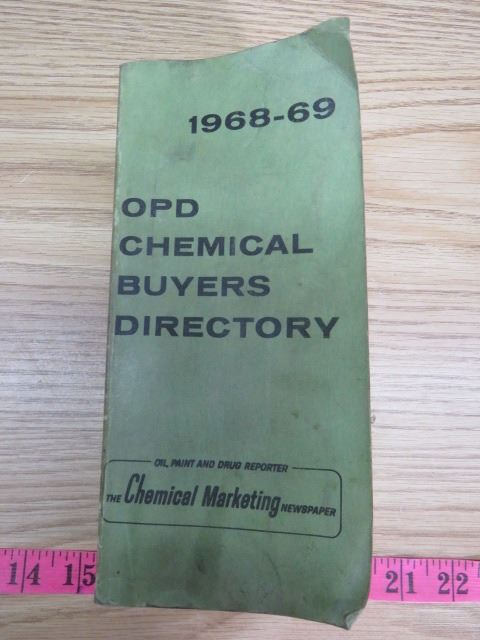 1968-69
OPD
CHEMICAL
BUYERS
DIRECTORY
OIL, PAINT AND DRUG REPORTER
THE Chemical Marketing NEWSPAPER
14 15 21 22